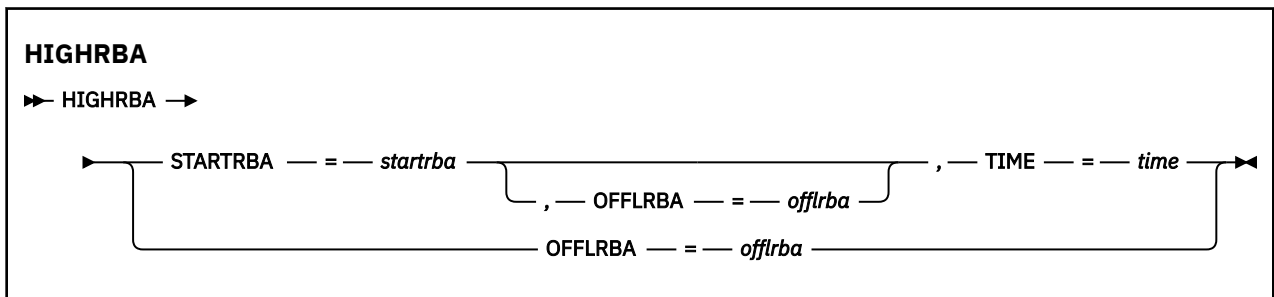 HIGHRBA
HIGHRBA
STARTRBA = startrba , TIME = time
, OFFLRBA = offlrba
OFFLRBA = offlrba